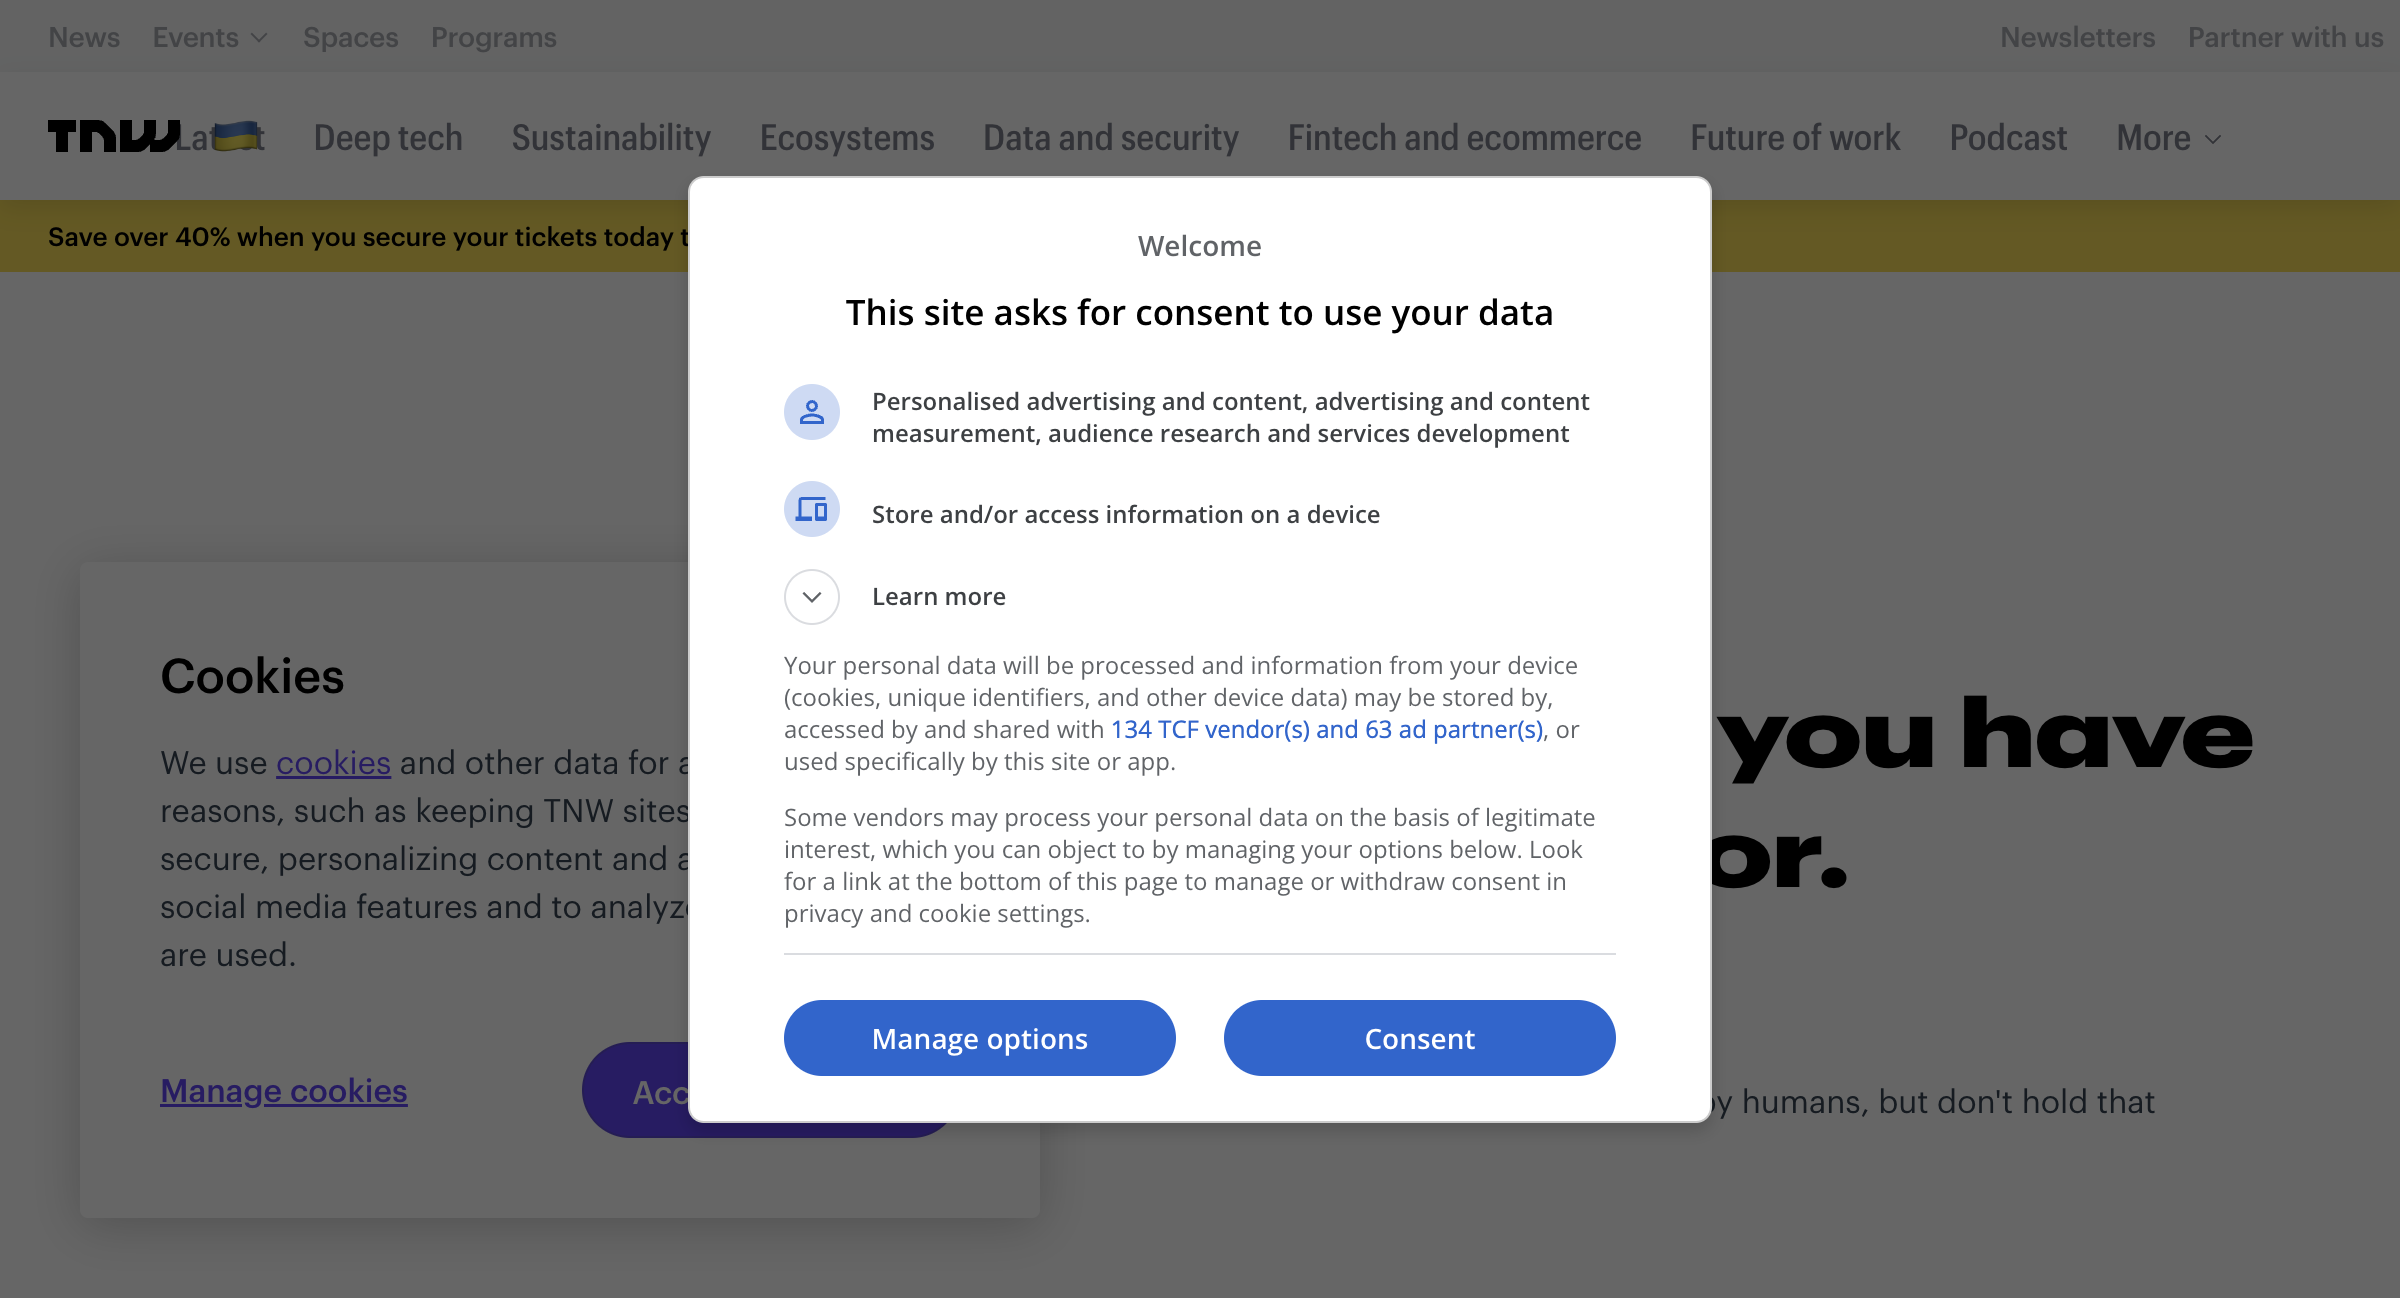 News Events Spaces Programs Newsletters Partner with us
TNW Deep tech Sustainability Ecosystems Data and security Fintech and ecommerce Future of work Podcast More
Save over 40% when you secure your tickets today
Welcome
This site asks for consent to use your data
Personalised advertising and content, advertising and content
measurement, audience research and services development
Store and/or access information on a device
Learn more
Your personal data will be processed and information from your device
(cookies, unique identifiers, and other device data) may be stored by,
accessed by and shared with 134 TCF vendor(s) and 63 ad partner(s), or
used specifically by this site or app.
Some vendors may process your personal data on the basis of legitimate
interest, which you can object to by managing your options below. Look
for a link at the bottom of this page to manage or withdraw consent in
privacy and cookie settings.
Manage options Consent
Cookies
We use cookies and other data for
reasons, such as keeping TNW sites
secure, personalizing content and
social media features and to
are used.
Manage cookies
you have
humans, but don't hold that